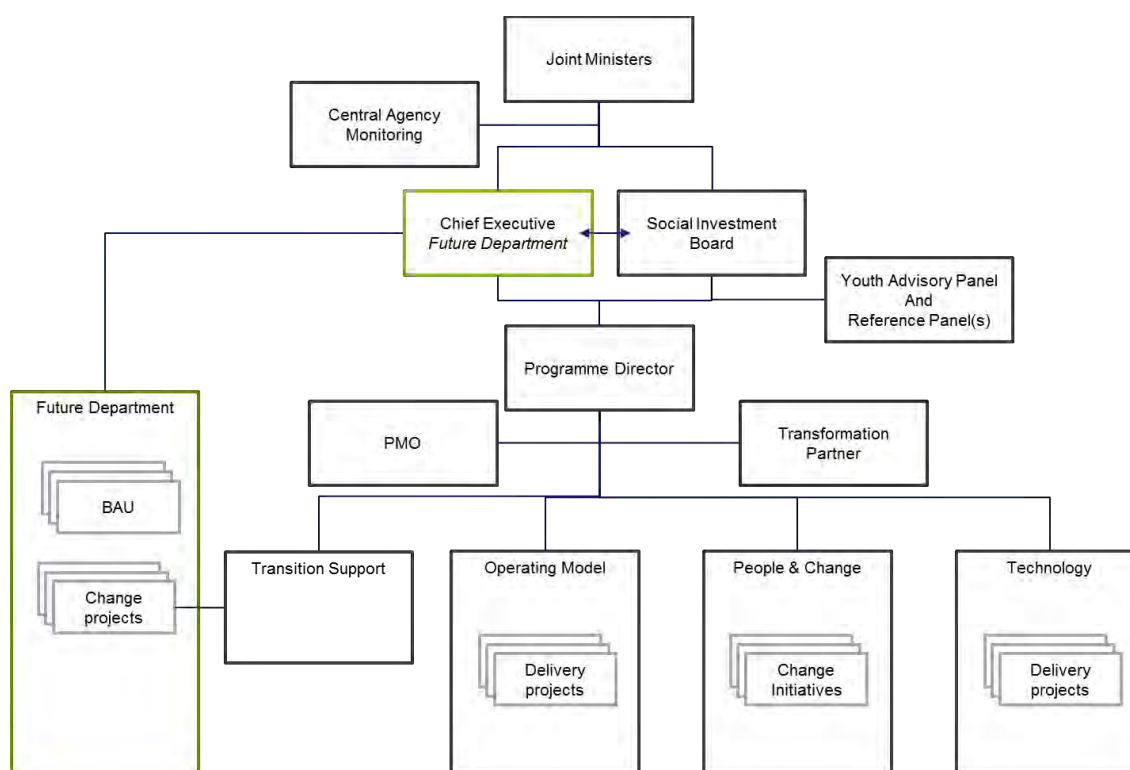 Joint Ministers
Central Agency
Monitoring
Chief Executive
Future Department
Social Investment
Board
Youth Advisory Panel
And
Reference Panel(s)
Programme Director
Future Department
PMO
Transformation
Partner
BAU
Change
projects
Transition Support
Operating Model
Delivery
projects
People & Change
Change
Initiatives
Technology
Delivery
projects